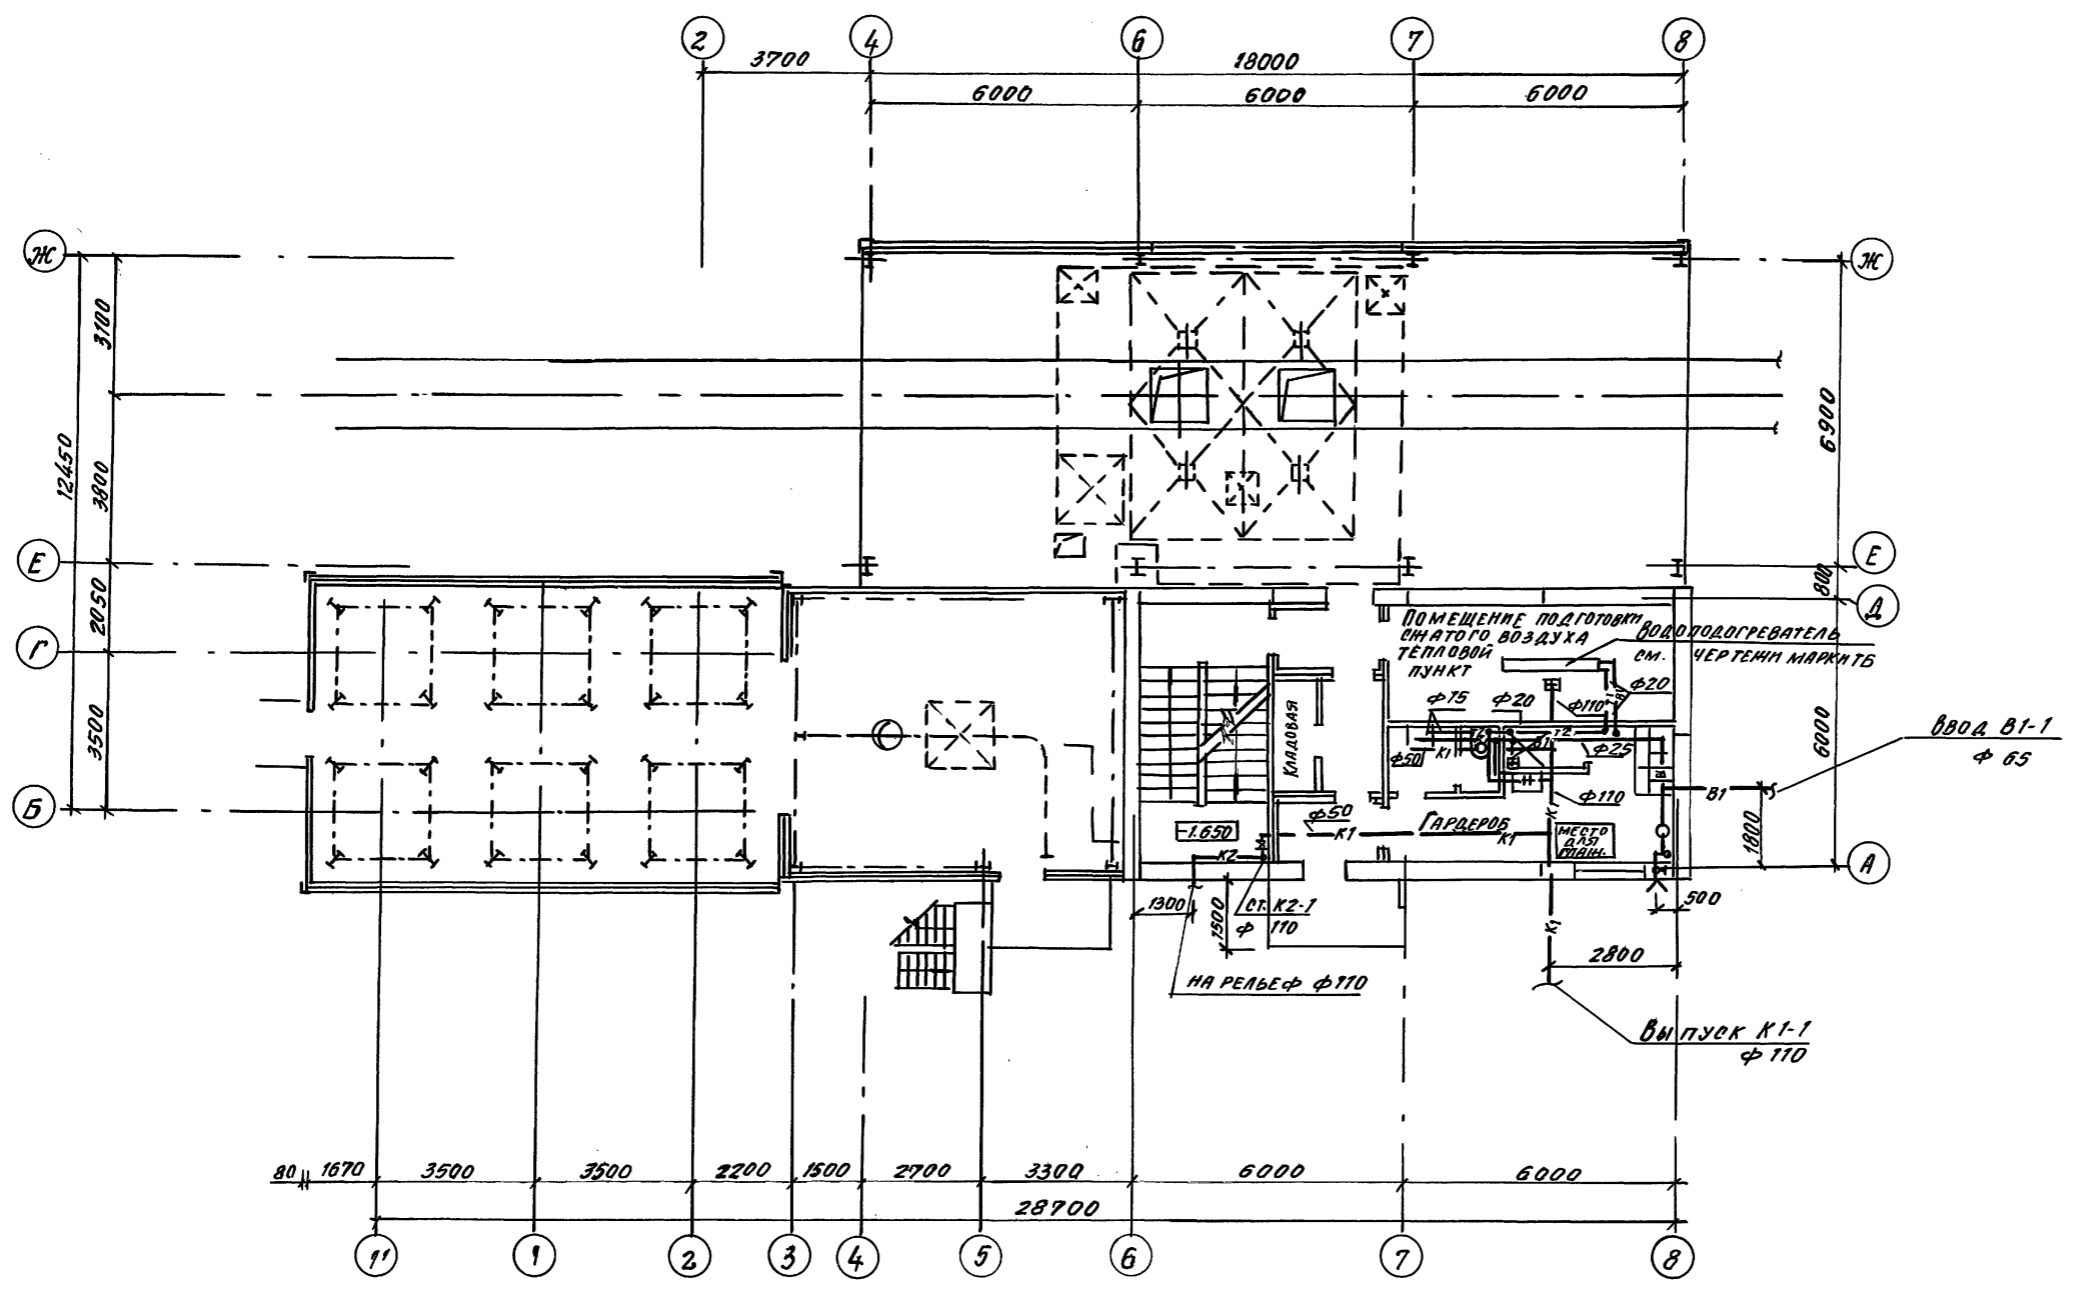 2 4 6 7 8
3700 18000
6000 6000 6000
Ж Ж
3100
12450
3800
6900
Е Е
800
2050
Д
Г
3500
6000
Б
ПОМЕЩЕНИЕ ПОДГОТОВКИ
СЖАТОГО ВОЗДУХА
ТЕПЛОВОЙ
ПУНКТ
ВОДОПОДОГРЕВАТЕЛЬ
СМ. ЧЕРТЕЖИ МАРКИ ТБ
Ф15 Ф20 Ф110 Ф20
КЛАДОВАЯ
Ф50 К1 В1 Т2 Ф25
ВВОД В1-1
Ф 65
В1
Ф110
К1
1800
Ф50
-1.650 К1 ГАРДЕРОБ К1
МЕСТО
ДЛЯ
К2
А
1300 1500
СТ. К2-1
Ф 110
500
К1
2800
НА РЕЛЬЕФ Ф110
ВЫПУСК К1-1
Ф 110
80 1670 3500 3500 2200 1500 2700 3300 6000 6000
28700
1' 1 2 3 4 5 6 7 8